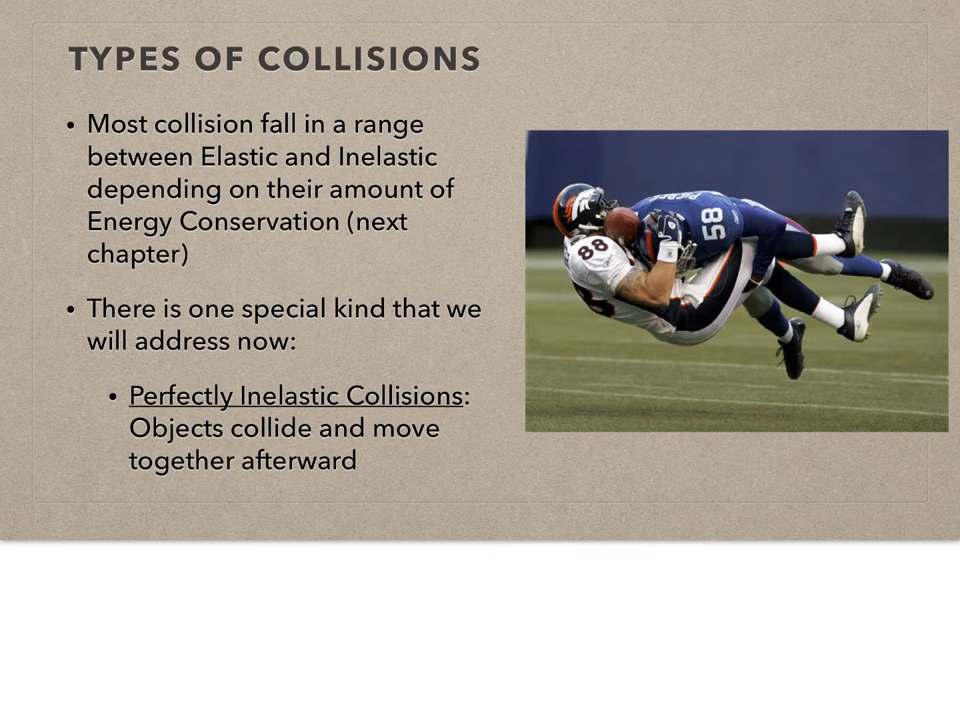 TYPES OF COLLISIONS
• Most collision fall in a range
between Elastic and Inelastic
depending on their amount of
Energy Conservation (next
chapter)
• There is one special kind that we
will address now:
• Perfectly Inelastic Collisions:
Objects collide and move
together afterward
88
58